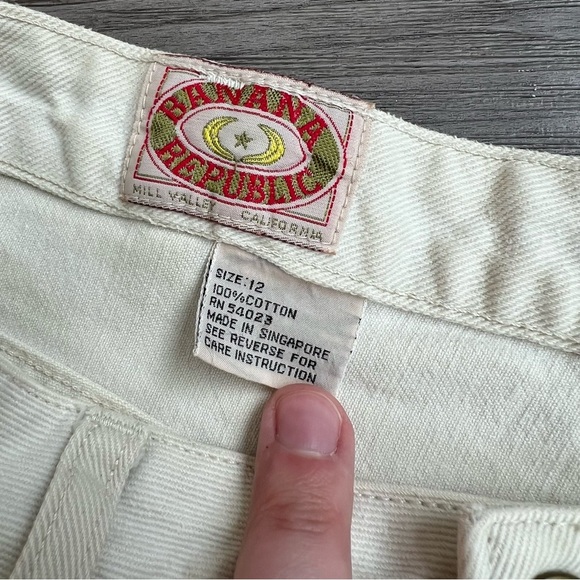 BANANA
REPUBLIC
MILL VALLEY CALIFORNIA
SIZE: 12
100% COTTON
RN 54023
MADE IN SINGAPORE
SEE REVERSE FOR
CARE INSTRUCTION